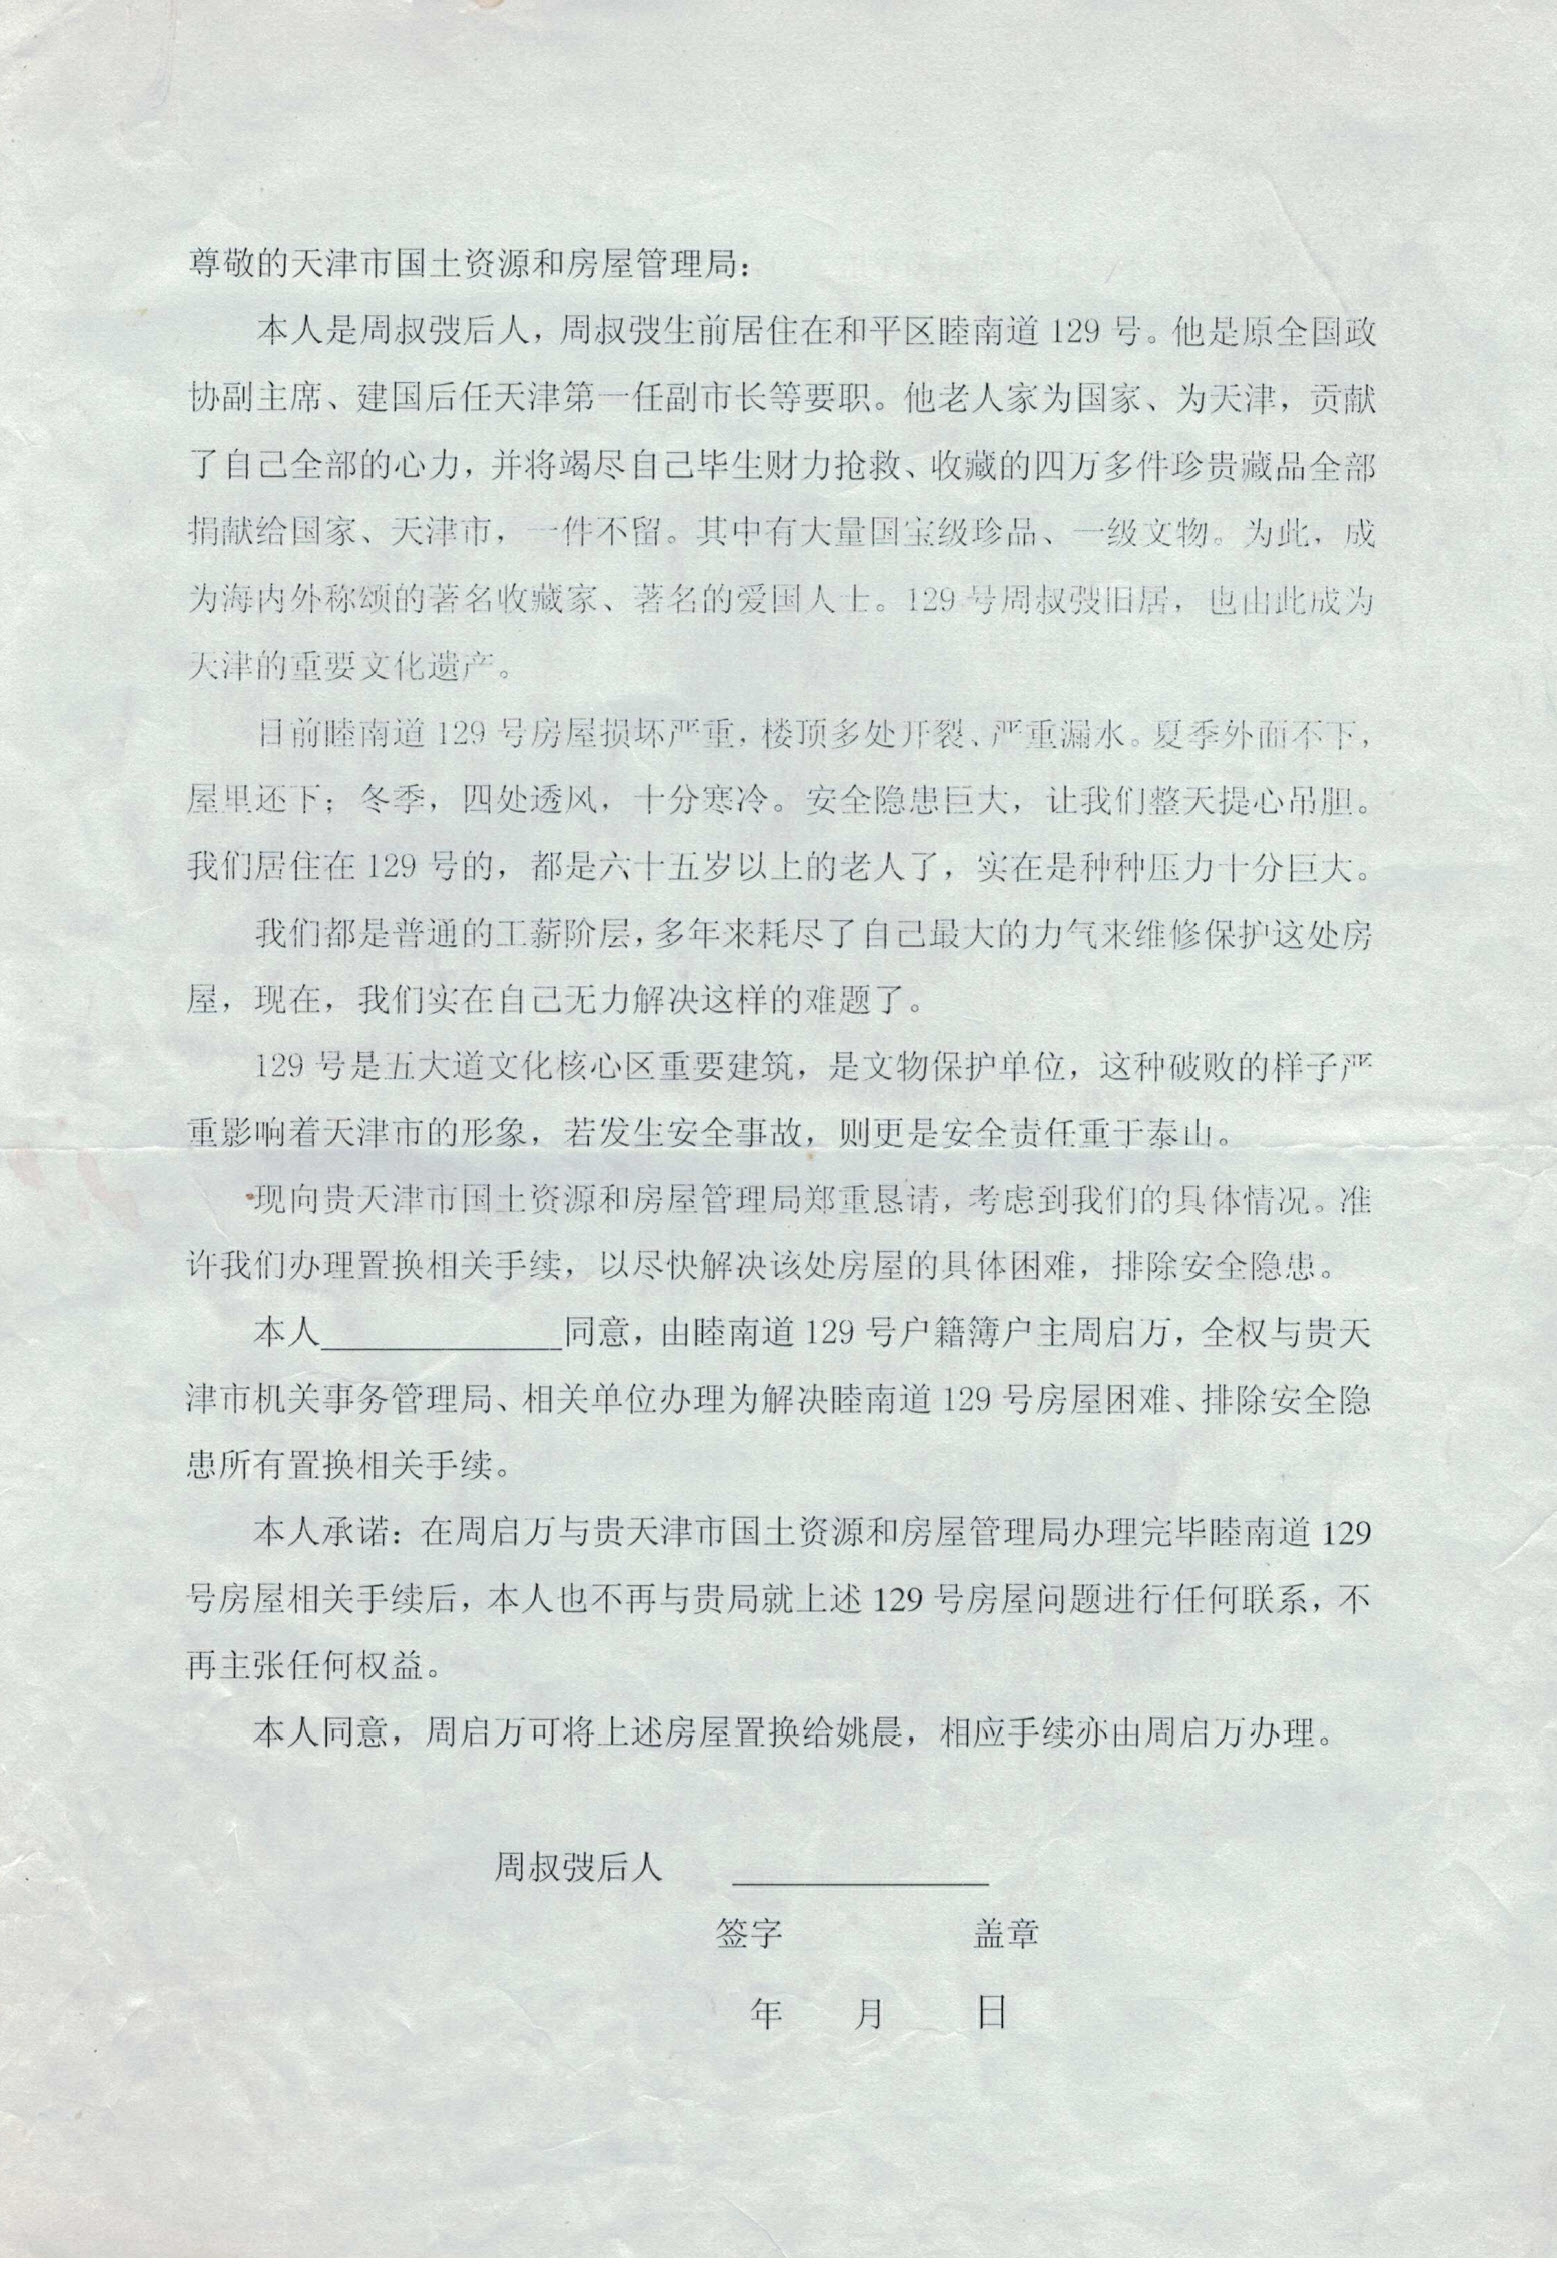 尊敬的天津市国土资源和房屋管理局：
本人是周叔弢后人，周叔弢生前居住在和平区睦南道 129 号。他是原全国政
协副主席、建国后任天津第一任副市长等要职。他老人家为国家、为天津，贡献
了自己全部的心力，并将竭尽自己毕生财力抢救、收藏的四万多件珍贵藏品全部
捐献给国家、天津市，一件不留。其中有大量国宝级珍品、一级文物。为此，成
为海内外称颂的著名收藏家、著名的爱国人士。129 号周叔弢旧居，也由此成为
天津的重要文化遗产。
目前睦南道 129 号房屋损坏严重，楼顶多处开裂、严重漏水。夏季外面不下，
屋里还下；冬季，四处透风，十分寒冷。安全隐患巨大，让我们整天提心吊胆。
我们居住在 129 号的，都是六十五岁以上的老人了，实在是种种压力十分巨大。
我们都是普通的工薪阶层，多年来耗尽了自己最大的力气来维修保护这处房
屋，现在，我们实在自己无力解决这样的难题了。
129 号是五大道文化核心区重要建筑，是文物保护单位，这种破败的样子严
重影响着天津市的形象，若发生安全事故，则更是安全责任重于泰山。
现向贵天津市国土资源和房屋管理局郑重恳请，考虑到我们的具体情况。准
许我们办理置换相关手续，以尽快解决该处房屋的具体困难，排除安全隐患。
本人______________同意，由睦南道 129 号户籍簿户主周启万，全权与贵天
津市机关事务管理局、相关单位办理为解决睦南道 129 号房屋困难、排除安全隐
患所有置换相关手续。
本人承诺：在周启万与贵天津市国土资源和房屋管理局办理完毕睦南道 129
号房屋相关手续后，本人也不再与贵局就上述 129 号房屋问题进行任何联系，不
再主张任何权益。
本人同意，周启万可将上述房屋置换给姚晨，相应手续亦由周启万办理。
周叔弢后人 ______________
签字 盖章
年 月 日